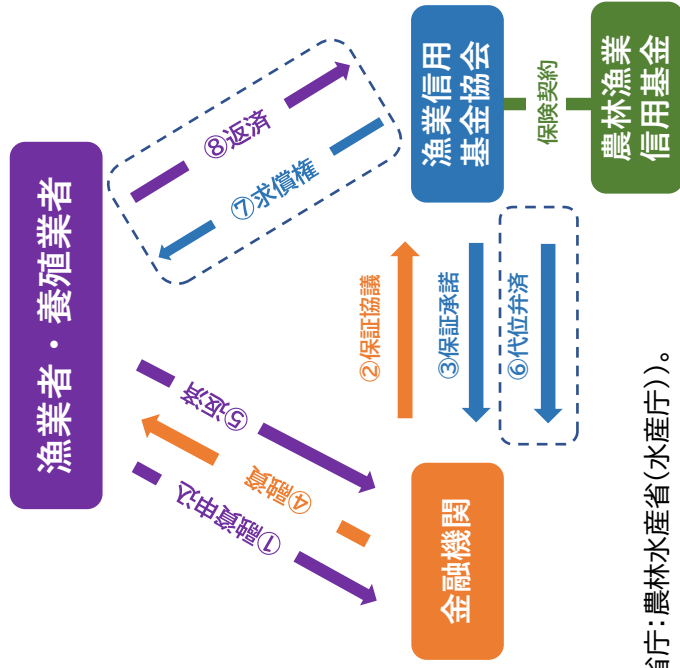 漁業者・養殖業者
①融資申込
④融資
⑤返済
⑧返済
⑦求償権
②保証協議
③保証承諾
⑥代位弁済
金融機関
漁業信用
基金協会
保険契約
農林漁業
信用基金
省庁：農林水産省（水産庁））。